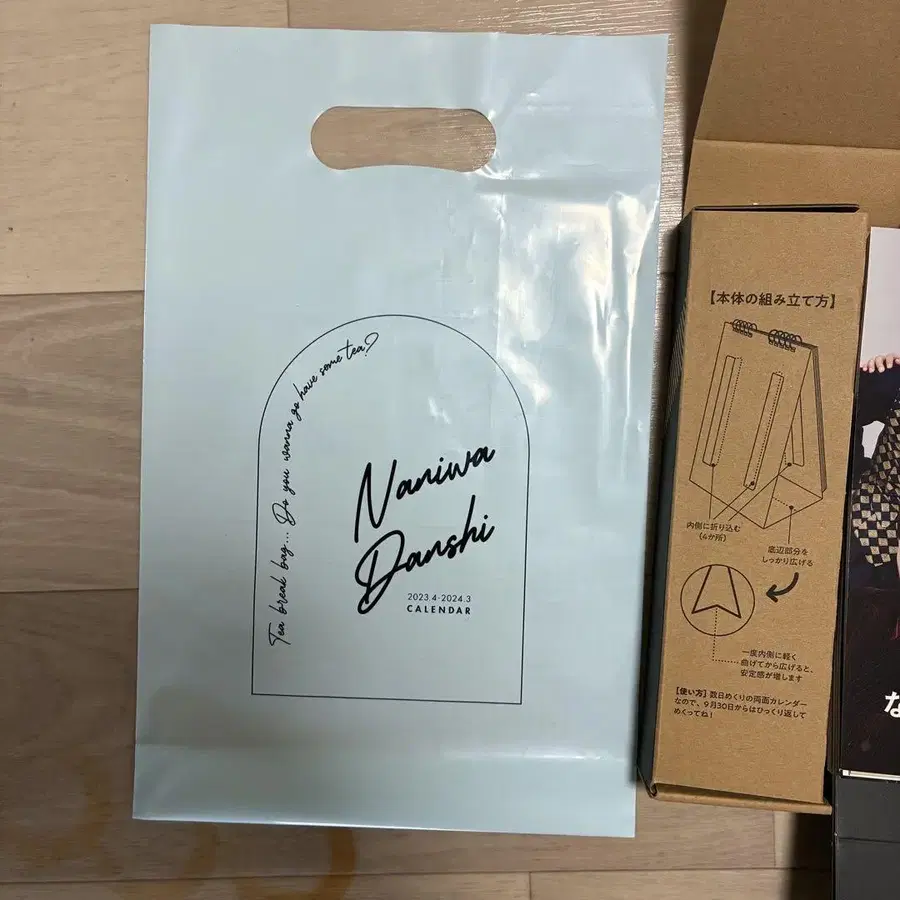 Tea break bag... Do you wanna go have some tea?
Naniwa
Danshi
2023.4-2024.3
CALENDAR
【本体の組み立て方】
内側に折り込む
(4か所)
底辺部分を
しっかり広げる
一度内側に軽く
曲げてから広げると、
安定感が増します
【使い方】数日めくりの両面カレンダー
なので、9月30日からはひっくり返して
めくってね!
な